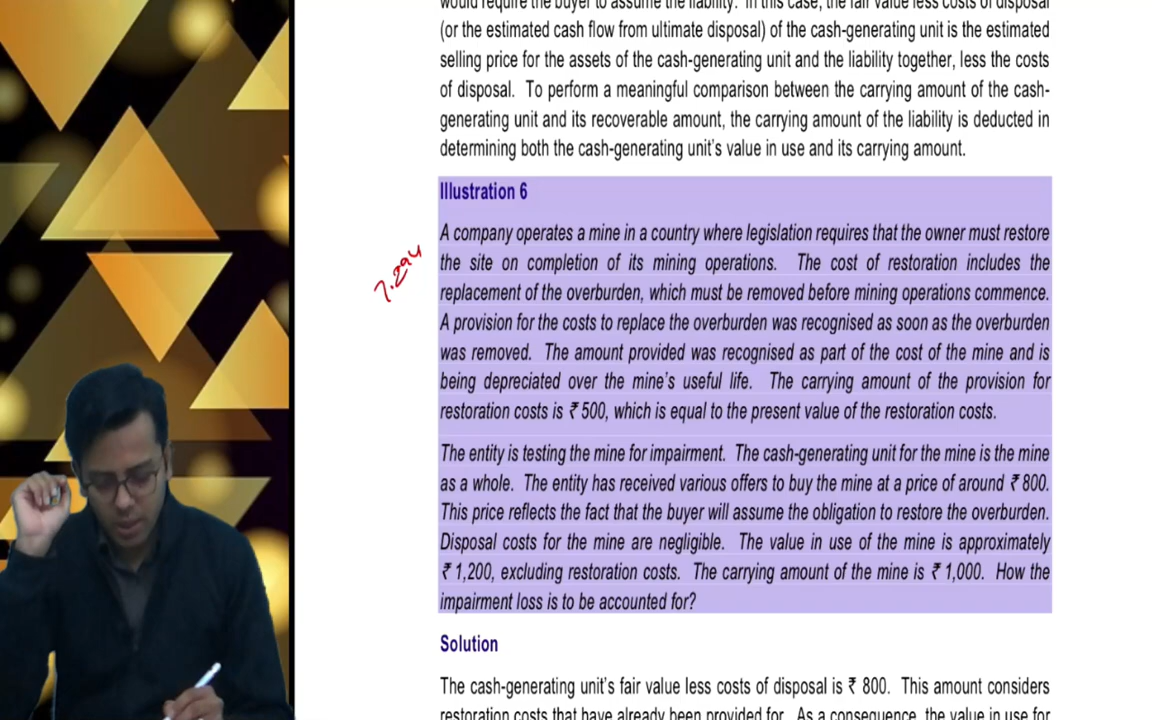 would require the buyer to assume the liability. In this case, the fair value less costs of disposal
(or the estimated cash flow from ultimate disposal) of the cash-generating unit is the estimated
selling price for the assets of the cash-generating unit and the liability together, less the costs
of disposal. To perform a meaningful comparison between the carrying amount of the cash-
generating unit and its recoverable amount, the carrying amount of the liability is deducted in
determining both the cash-generating unit's value in use and its carrying amount.
Illustration 6
A company operates a mine in a country where legislation requires that the owner must restore
the site on completion of its mining operations. The cost of restoration includes the
replacement of the overburden, which must be removed before mining operations commence.
7.294
A provision for the costs to replace the overburden was recognised as soon as the overburden
was removed. The amount provided was recognised as part of the cost of the mine and is
being depreciated over the mine's useful life. The carrying amount of the provision for
restoration costs is ₹ 500, which is equal to the present value of the restoration costs.
The entity is testing the mine for impairment. The cash-generating unit for the mine is the mine
as a whole. The entity has received various offers to buy the mine at a price of around ₹ 800.
This price reflects the fact that the buyer will assume the obligation to restore the overburden.
Disposal costs for the mine are negligible. The value in use of the mine is approximately
₹ 1,200, excluding restoration costs. The carrying amount of the mine is ₹ 1,000. How the
impairment loss is to be accounted for?
Solution
The cash-generating unit's fair value less costs of disposal is ₹ 800. This amount considers
restoration costs that have already been provided for. As a consequence, the value in use for